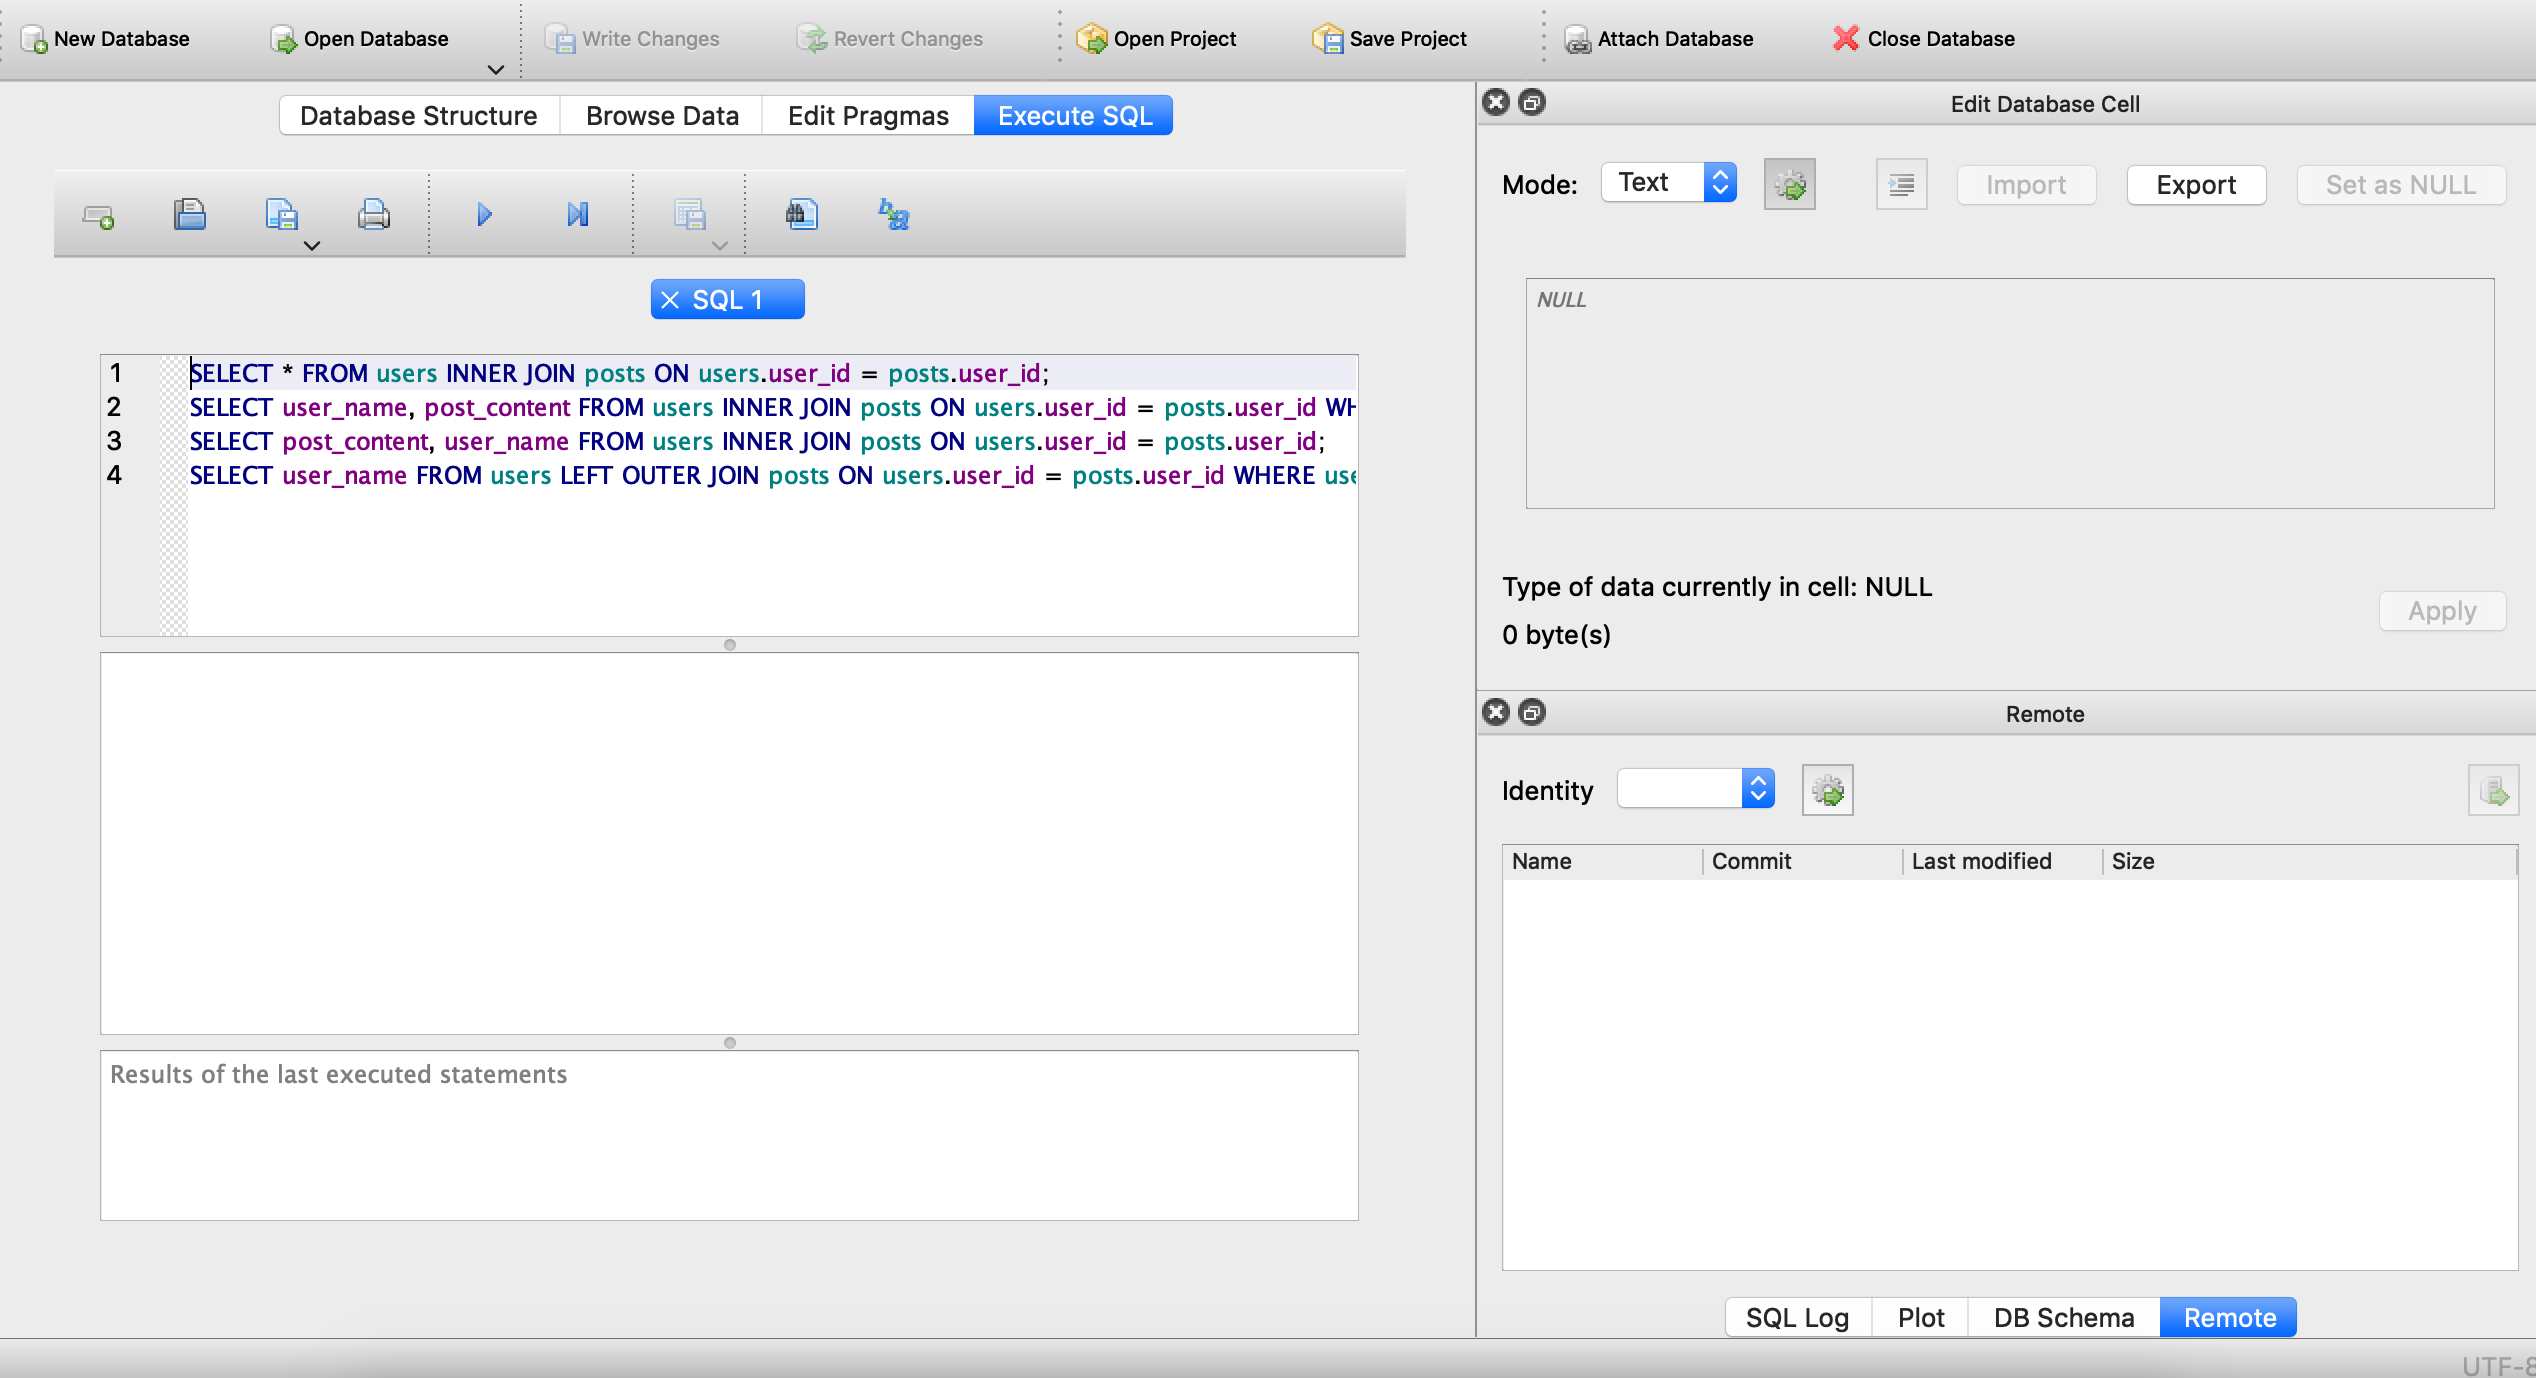 New Database Open Database Write Changes Revert Changes Open Project Save Project Attach Database Close Database
Database Structure Browse Data Edit Pragmas Execute SQL
SQL 1
1 SELECT * FROM users INNER JOIN posts ON users.user_id = posts.user_id;
2 SELECT user_name, post_content FROM users INNER JOIN posts ON users.user_id = posts.user_id WH
3 SELECT post_content, user_name FROM users INNER JOIN posts ON users.user_id = posts.user_id;
4 SELECT user_name FROM users LEFT OUTER JOIN posts ON users.user_id = posts.user_id WHERE use
Results of the last executed statements
Edit Database Cell
Mode: Text Import Export Set as NULL
NULL
Type of data currently in cell: NULL
0 byte(s)
Apply
Remote
Identity
Name Commit Last modified Size
SQL Log Plot DB Schema Remote
UTF-8